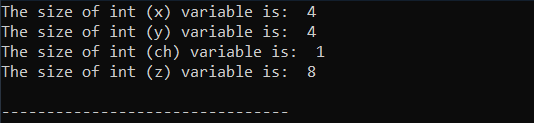 The size of int (x) variable is:  4
The size of int (y) variable is:  4
The size of int (ch) variable is:  1
The size of int (z) variable is:  8
--------------------------------